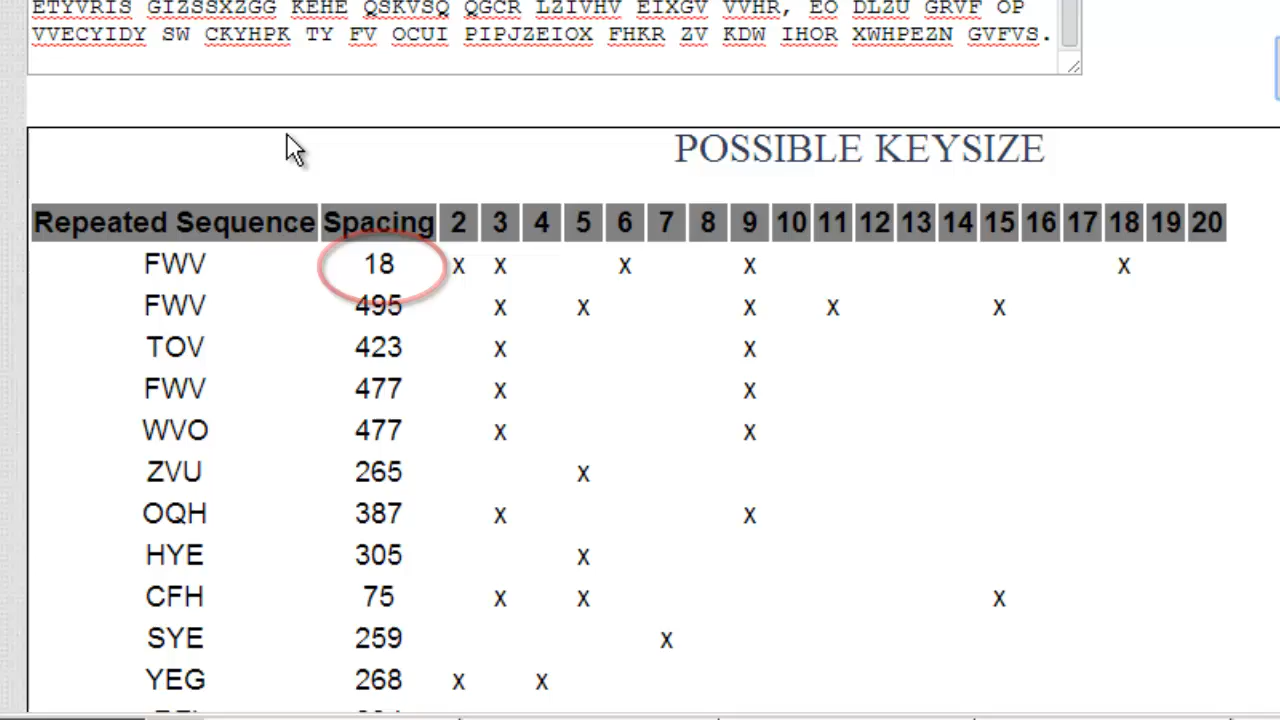 ETYVRIS GIZSSXZGG KEHE QSKVSQ QGCR LZIVHV EIXGV VVHR, EO DLZU GRVF OP
VVECYIDY SW CKYHPK TY FV OCUI PIPJZEIOX FHKR ZV KDW IHOR XWHPEZN GVFVS.
POSSIBLE KEYSIZE
Repeated Sequence Spacing 2 3 4 5 6 7 8 9 10 11 12 13 14 15 16 17 18 19 20
FWV 18 x x x x x
FWV 495 x x x x x
TOV 423 x x
FWV 477 x x
WVO 477 x x
ZVU 265 x
OQH 387 x x
HYE 305 x
CFH 75 x x x
SYE 259 x
YEG 268 x x